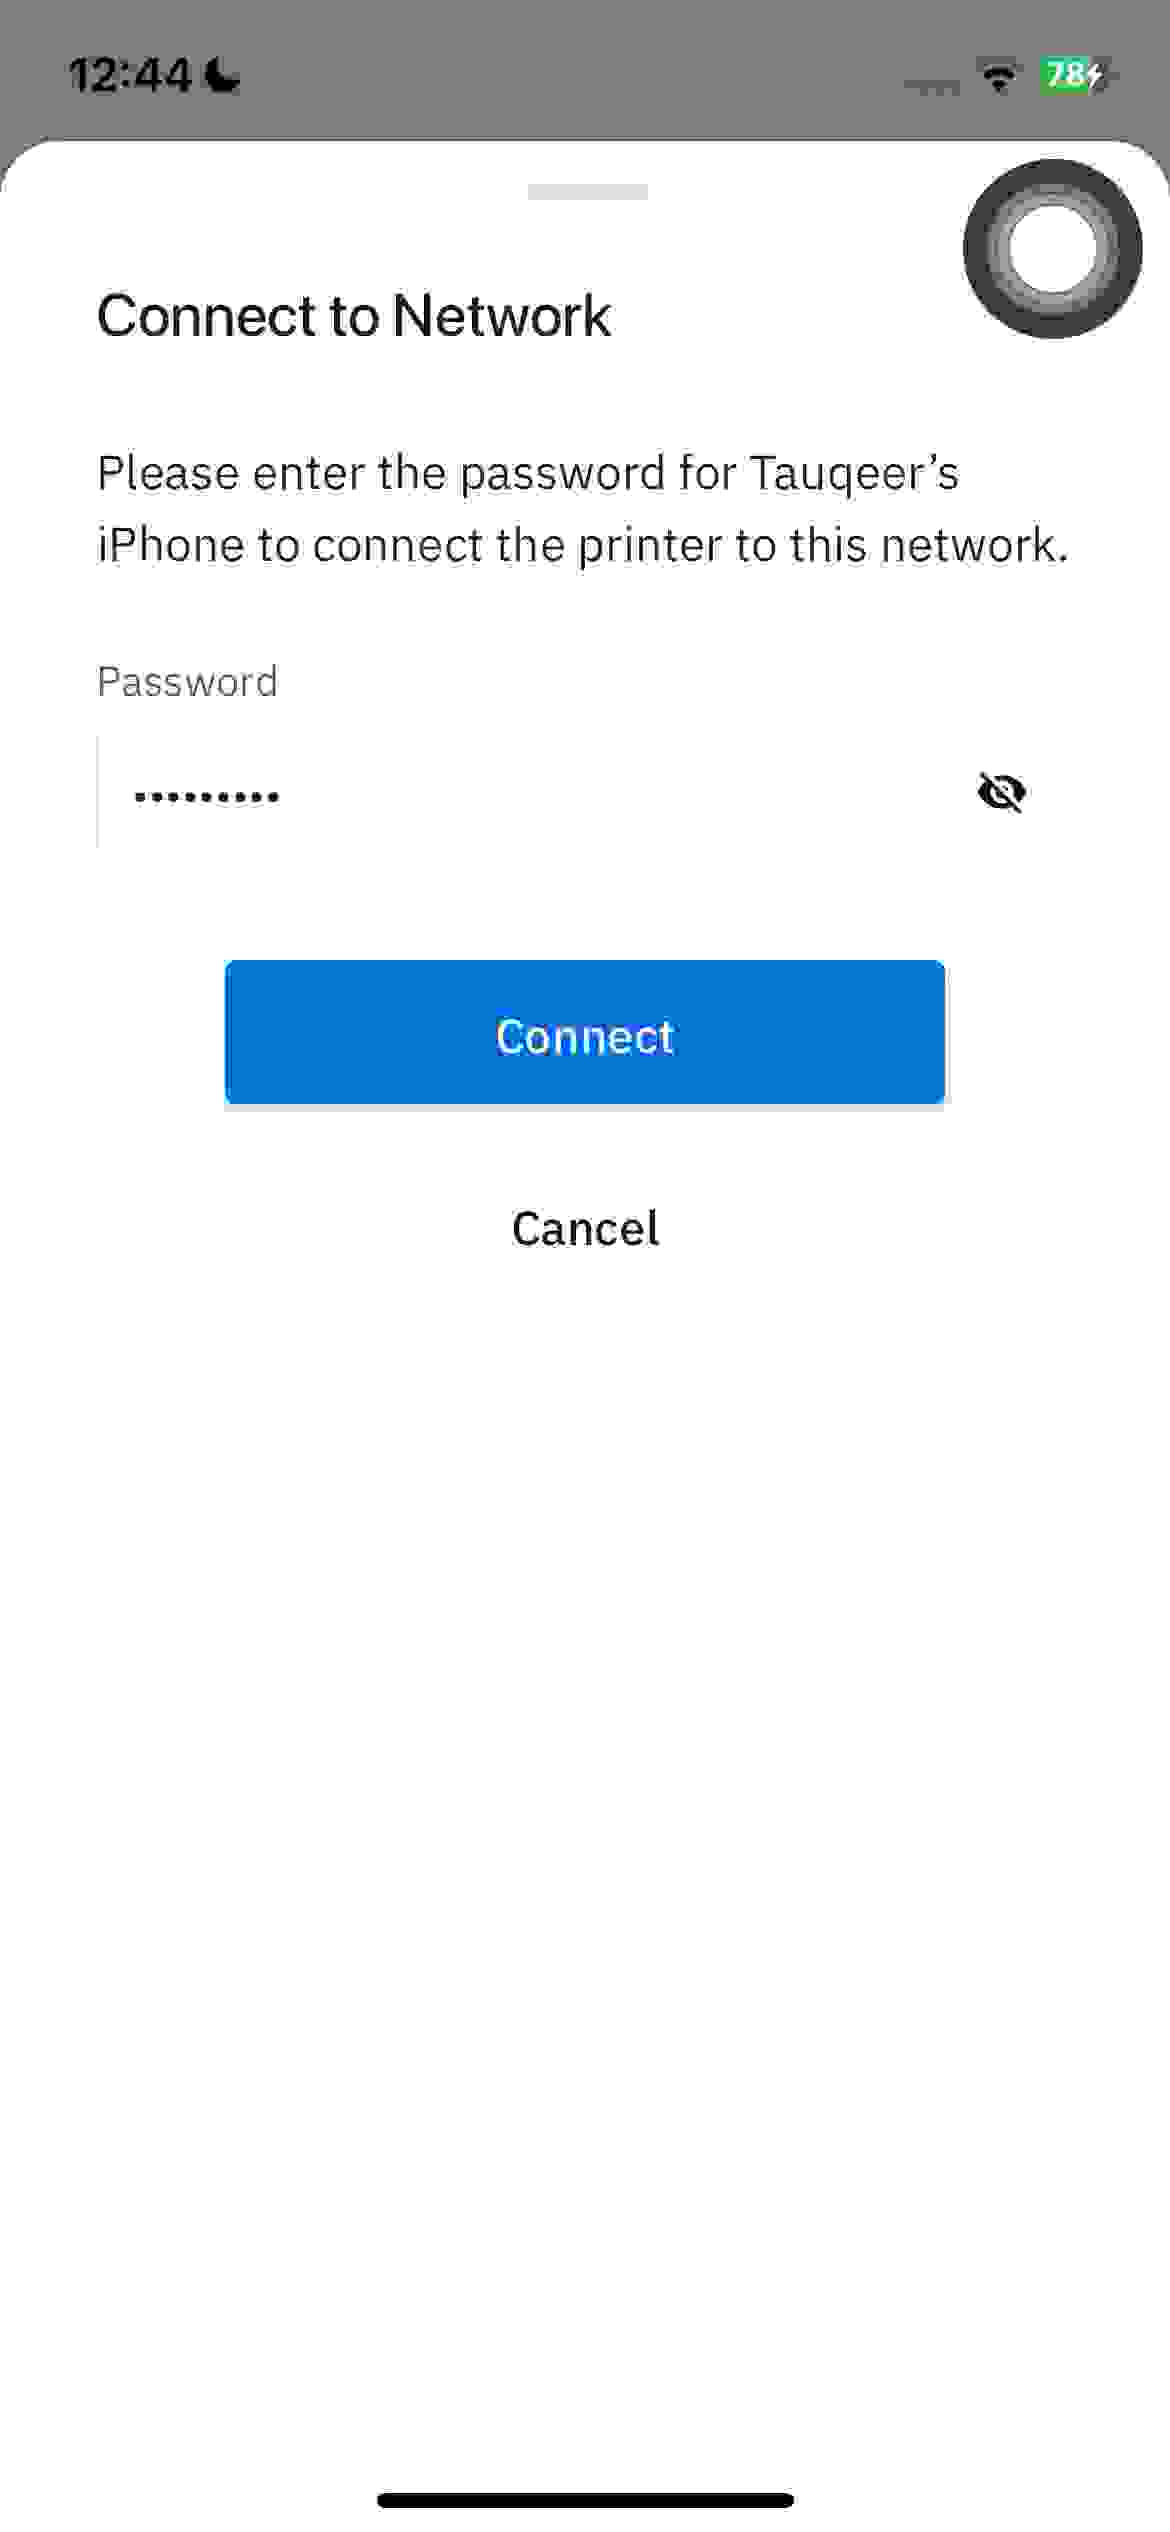 12:44
78
Connect to Network
Please enter the password for Tauqeer’s
iPhone to connect the printer to this network.
Password
•••••••••
Connect
Cancel